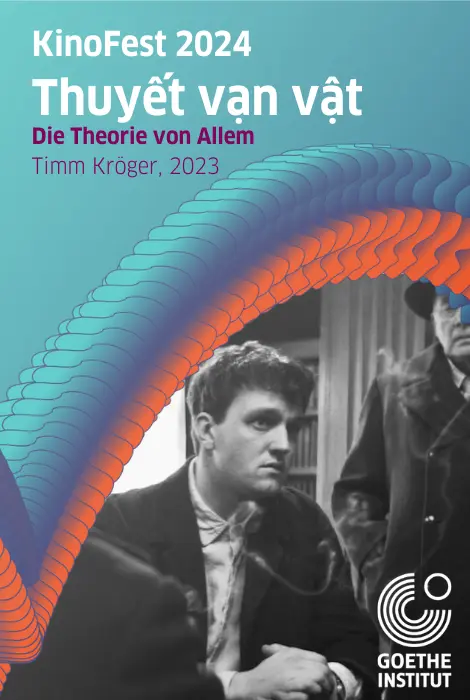 KinoFest 2024
Thuyết vạn vật
Die Theorie von Allem
Timm Kröger, 2023
GOETHE
INSTITUT